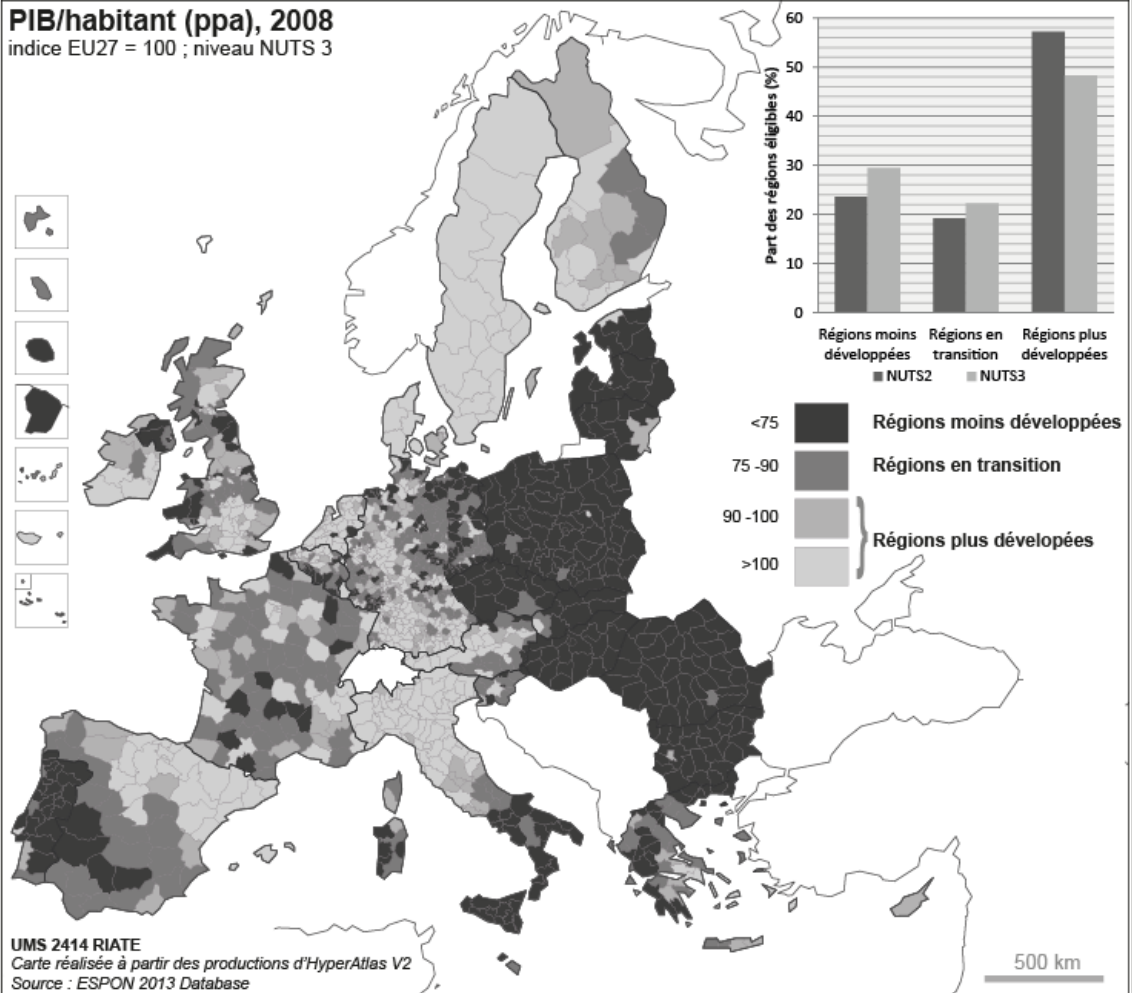 PIB/habitant (ppa), 2008
indice EU27 = 100 ; niveau NUTS 3
Part des régions éligibles (%)
60
50
40
30
20
10
0
Régions moins développées
Régions en transition
Régions plus développées
NUTS2
NUTS3
<75 Régions moins développées
75 -90 Régions en transition
90 -100
Régions plus dévelopées
>100
UMS 2414 RIATE
Carte réalisée à partir des productions d'HyperAtlas V2
Source : ESPON 2013 Database
500 km